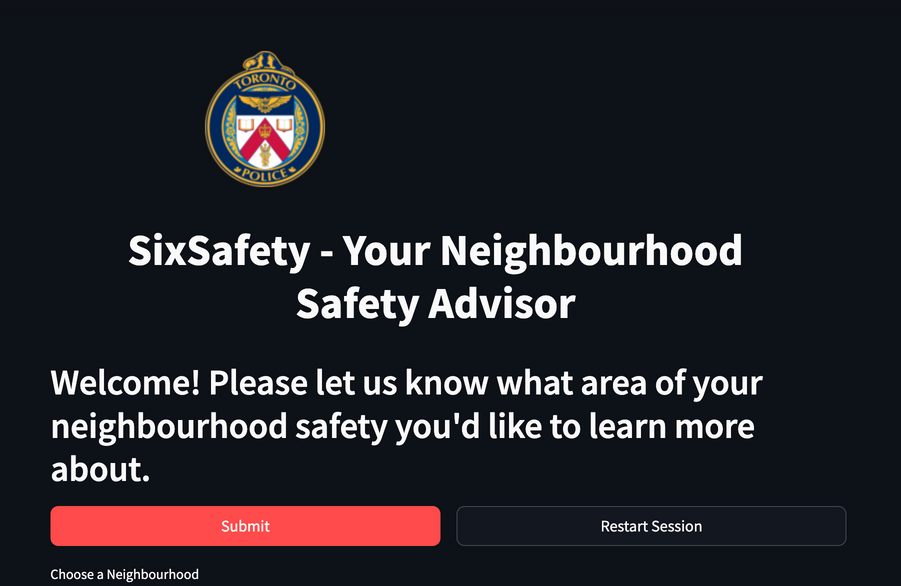 TORONTO
POLICE
SixSafety - Your Neighbourhood
Safety Advisor
Welcome! Please let us know what area of your
neighbourhood safety you'd like to learn more
about.
Submit
Restart Session
Choose a Neighbourhood